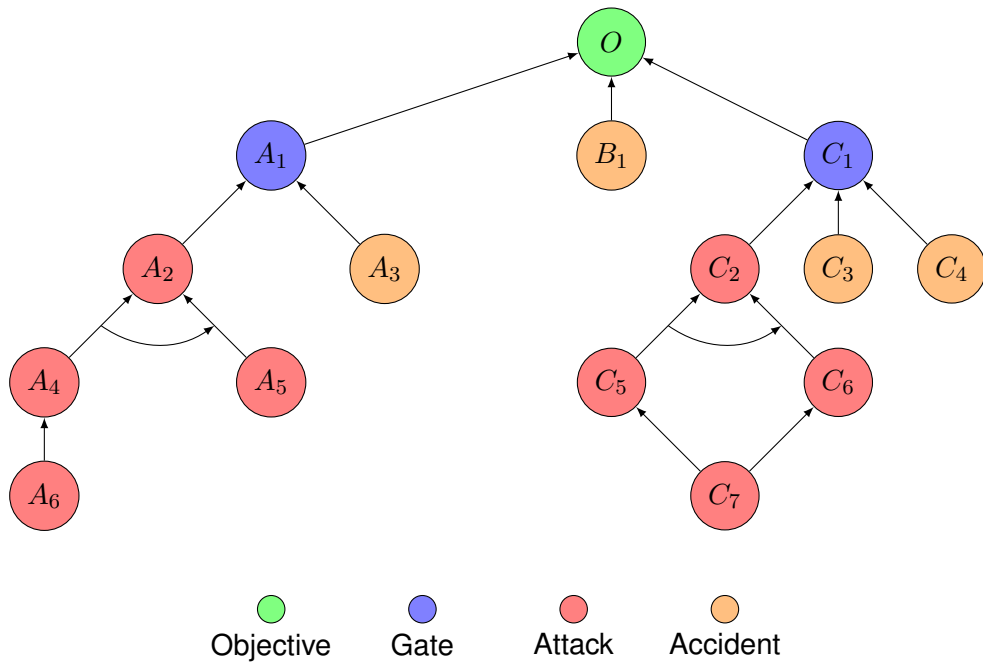 O
A₁
B₁
C₁
A₂
A₃
C₂
C₃
C₄
A₄
A₅
C₅
C₆
A₆
C₇
Objective
Gate
Attack
Accident